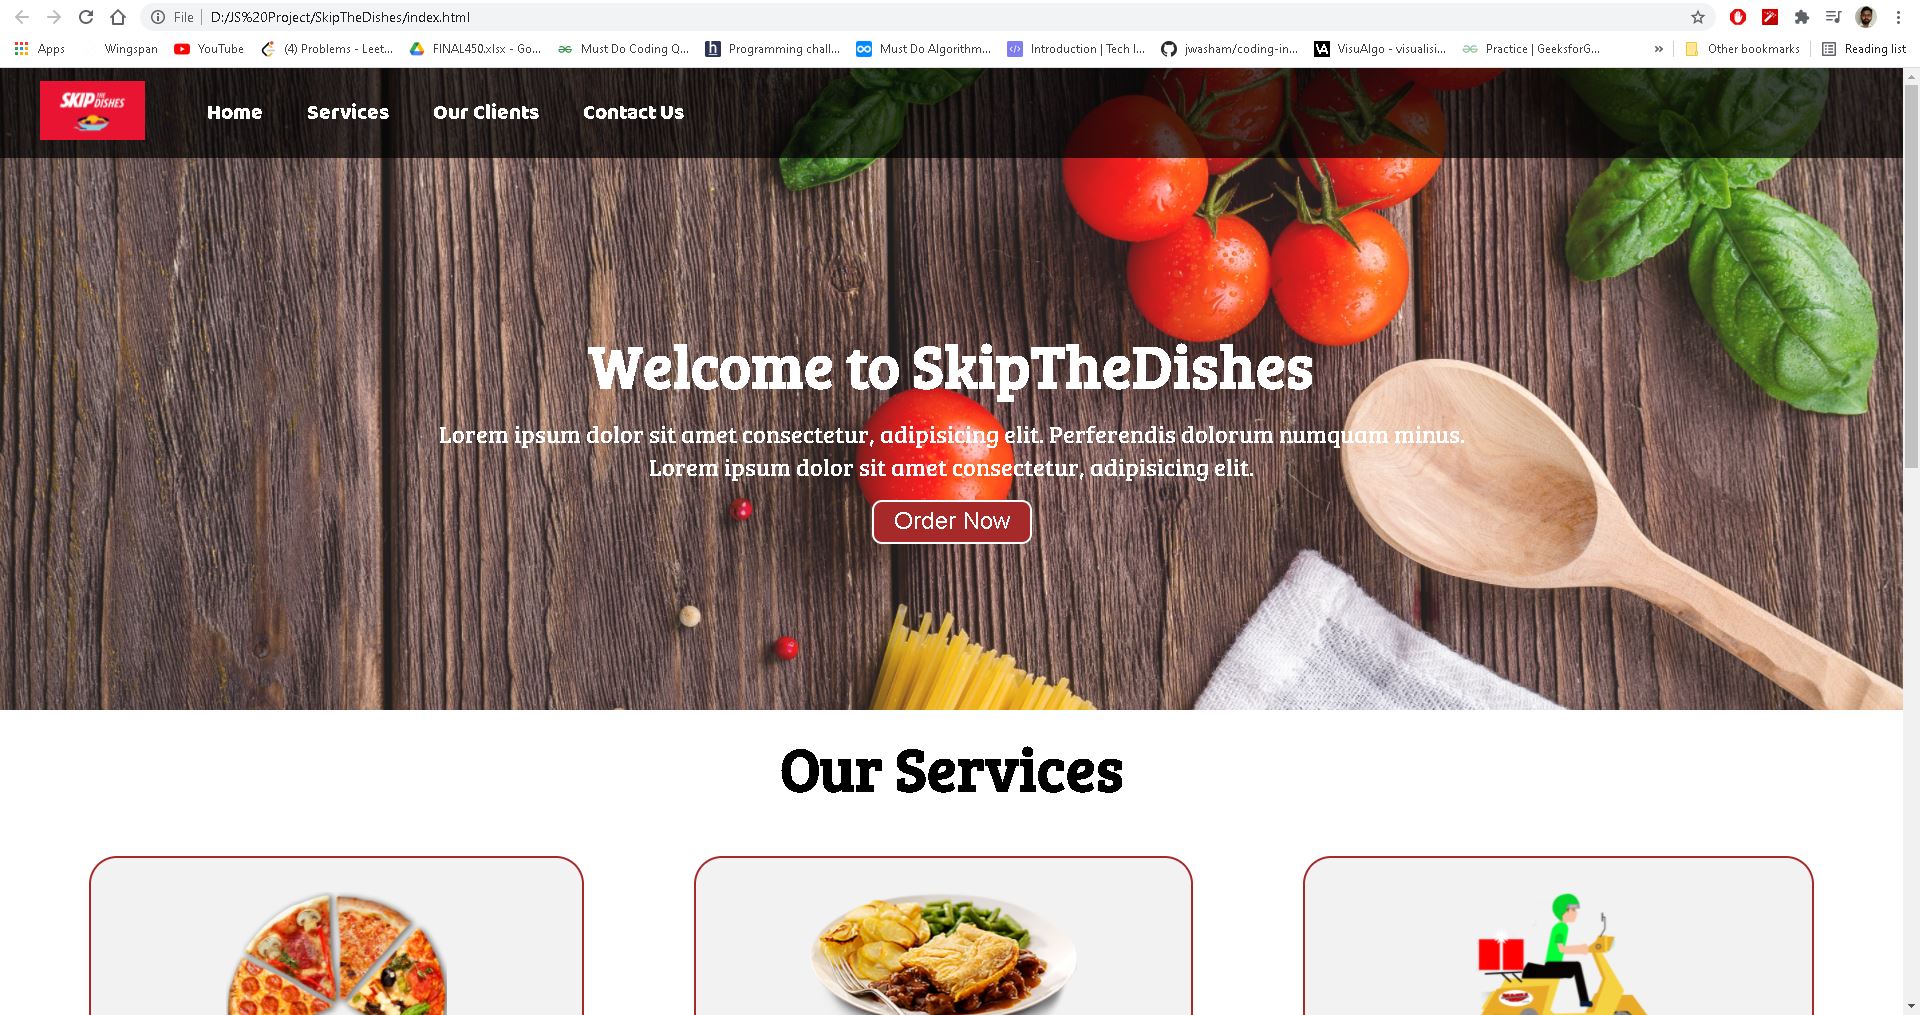 File D:/JS%20Project/SkipTheDishes/index.html
Apps Wingspan YouTube (4) Problems - Leet... FINAL450.xlsx - Go... Must Do Coding Q... Programming chall... Must Do Algorithm... Introduction | Tech I... jwasham/coding-in... VisuAlgo - visualisi... Practice | GeeksforG... » Other bookmarks Reading list
SKIP THE DISHES
Home Services Our Clients Contact Us
Welcome to SkipTheDishes
Lorem ipsum dolor sit amet consectetur, adipisicing elit. Perferendis dolorum numquam minus.
Lorem ipsum dolor sit amet consectetur, adipisicing elit.
Order Now
Our Services